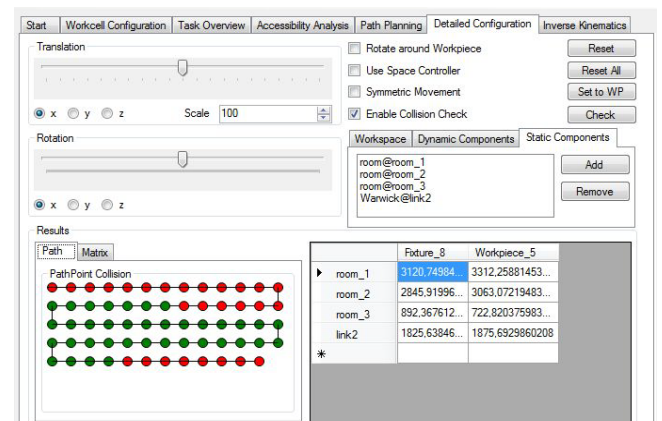 Start Workcell Configuration Task Overview Accessibility Analysis Path Planning Detailed Configuration Inverse Kinematics
Translation
x y z Scale 100
Rotation
x y z
Rotate around Workpiece Reset
Use Space Controller Reset All
Symmetric Movement Set to WP
Enable Collision Check Check
Workspace Dynamic Components Static Components
room@room_1
room@room_2
room@room_3
Warwick@link2
Add
Remove
Results
Path Matrix
PathPoint Collision
Fixture_8 Workpiece_5
room_1 3120,74984... 3312,25881453...
room_2 2845,91996... 3063,07219483...
room_3 892,367612... 722,820375983...
link2 1825,63846... 1875,6929860208